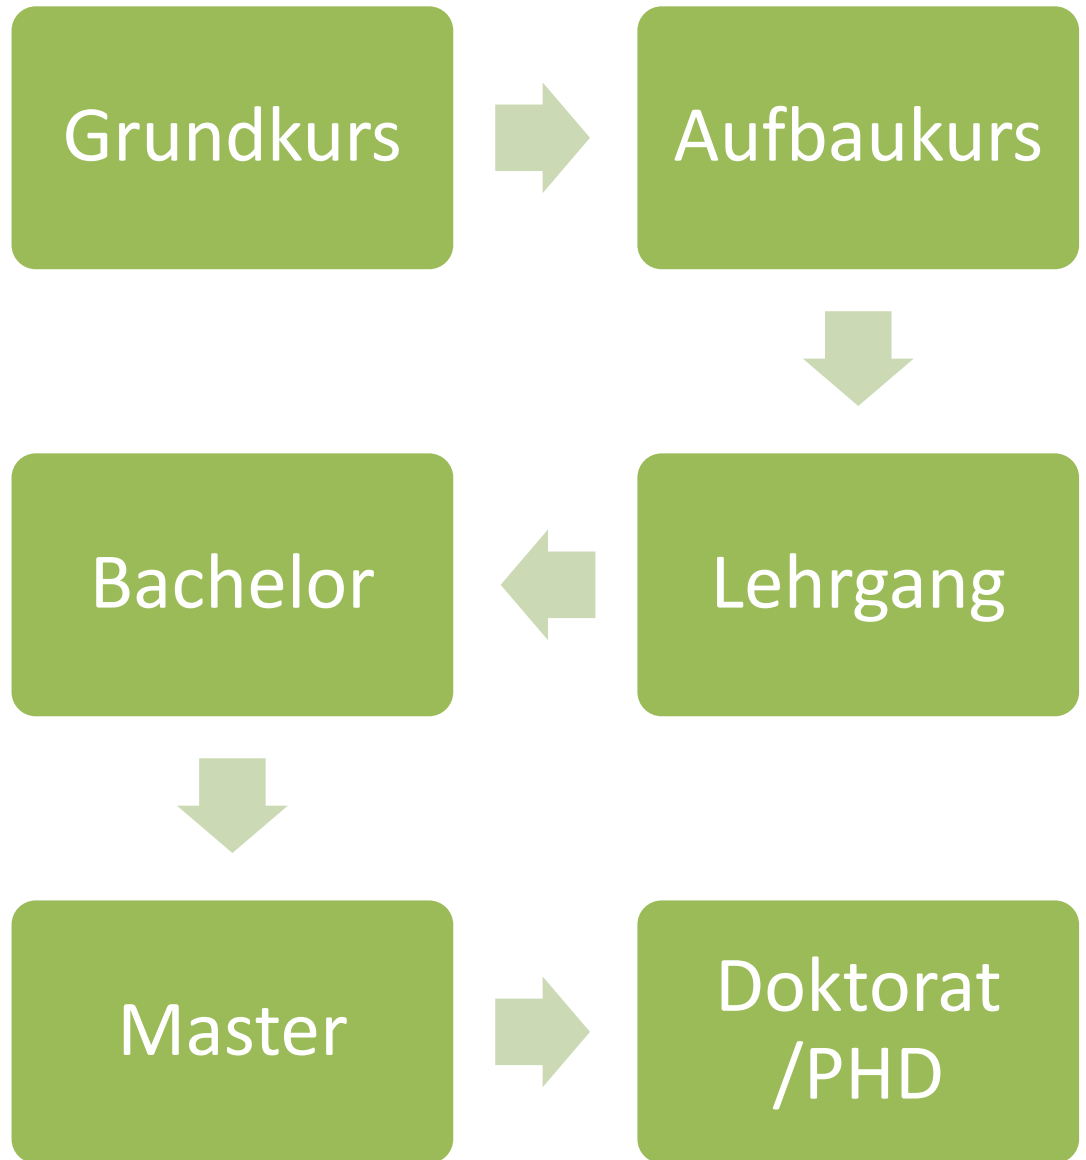 Grundkurs
Aufbaukurs
Lehrgang
Bachelor
Master
Doktorat
/PHD